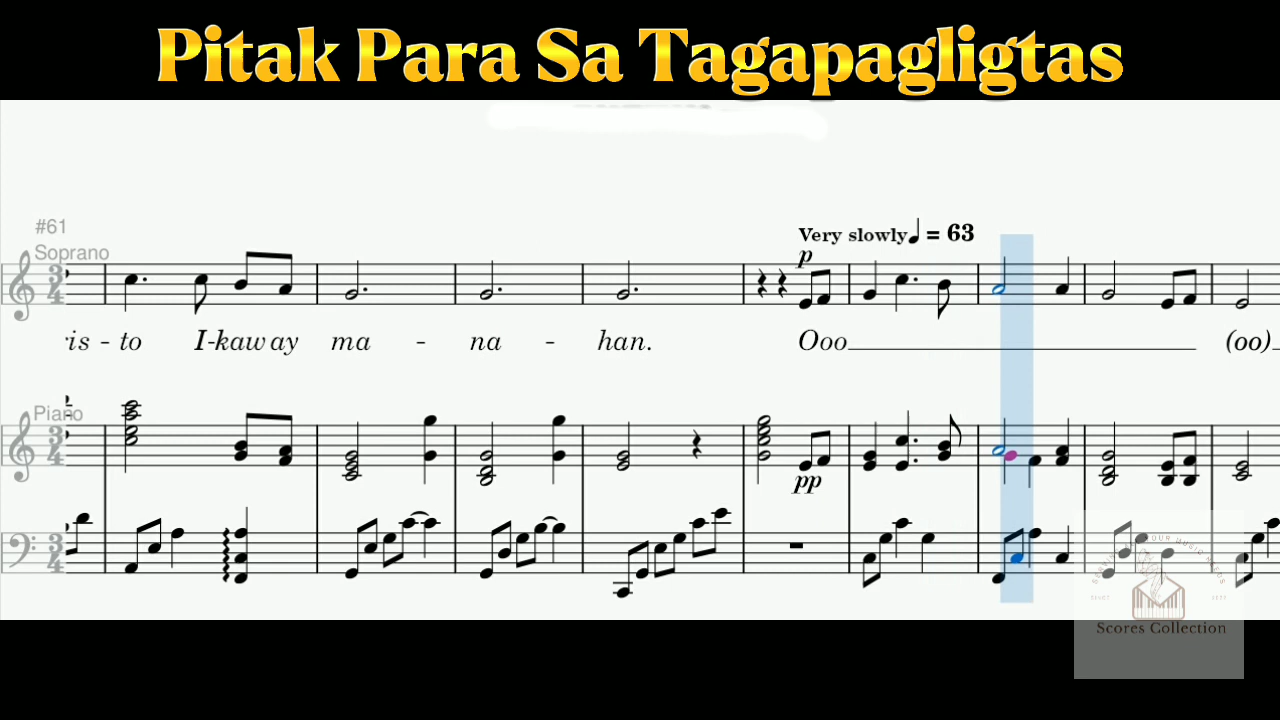 Pitak Para Sa Tagapagligtas
#61
Soprano
Very slowly ♩ = 63
p
is - to I-kaw ay ma - na - han. Ooo (oo)
Piano
pp
Scores Collection